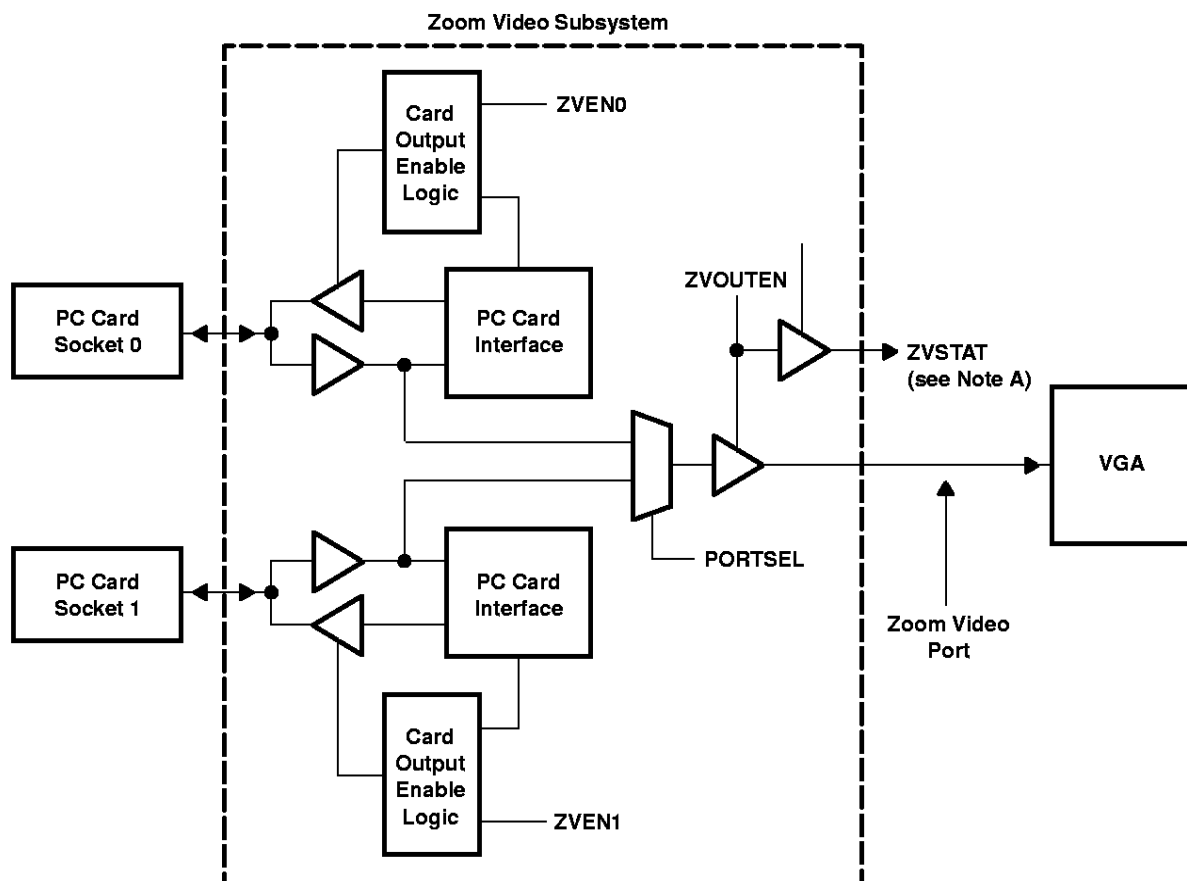 Zoom Video Subsystem
Card
Output
Enable
Logic
ZVEN0
PC Card
Socket 0
PC Card
Interface
ZVOUTEN
ZVSTAT
(see Note A)
VGA
PORTSEL
PC Card
Socket 1
PC Card
Interface
Zoom Video
Port
Card
Output
Enable
Logic
ZVEN1